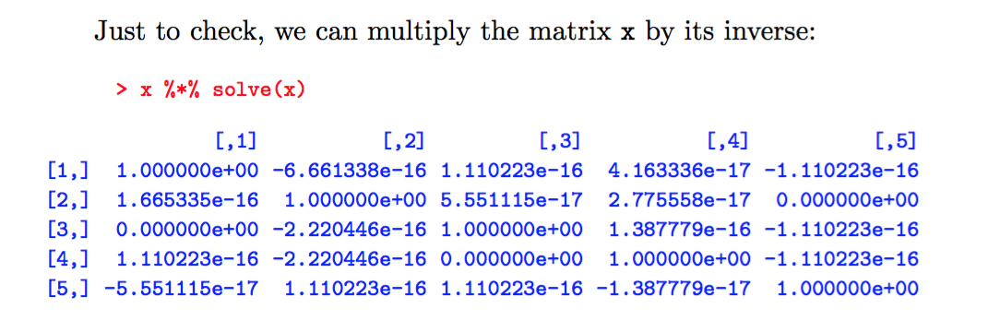 Just to check, we can multiply the matrix x by its inverse:
> x %*% solve(x)
[,1] [,2] [,3] [,4] [,5]
[1,] 1.000000e+00 -6.661338e-16 1.110223e-16 4.163336e-17 -1.110223e-16
[2,] 1.665335e-16 1.000000e+00 5.551115e-17 2.775558e-17 0.000000e+00
[3,] 0.000000e+00 -2.220446e-16 1.000000e+00 1.387779e-16 -1.110223e-16
[4,] 1.110223e-16 -2.220446e-16 0.000000e+00 1.000000e+00 -1.110223e-16
[5,] -5.551115e-17 1.110223e-16 1.110223e-16 -1.387779e-17 1.000000e+00